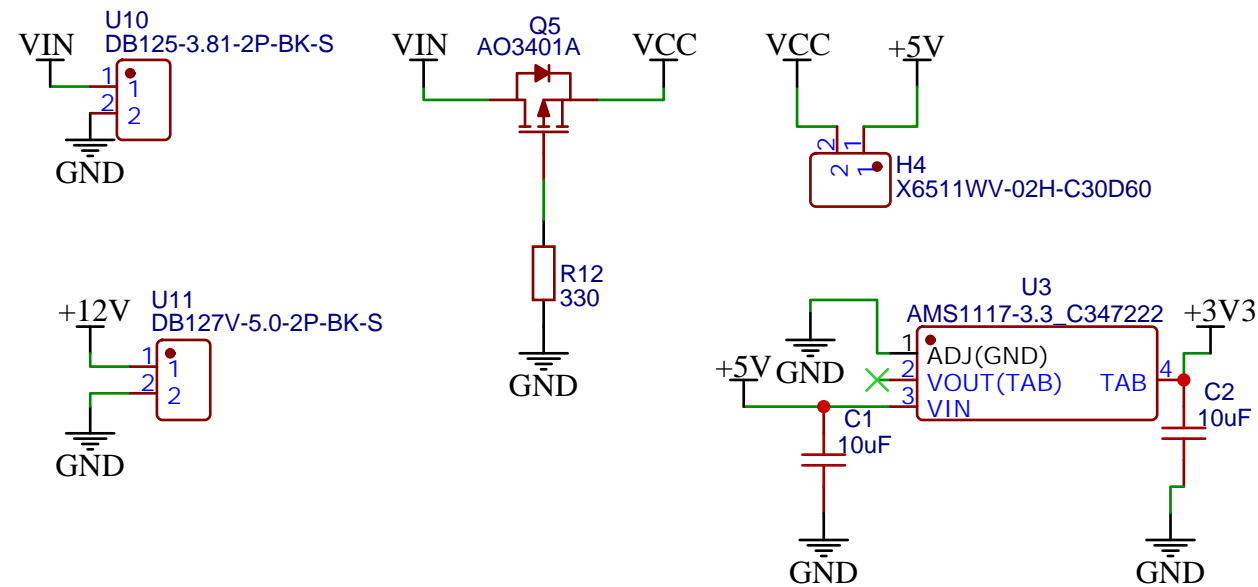 U10
DB125-3.81-2P-BK-S
VIN
1
2
1
2
GND
Q5
AO3401A
VIN
VCC
R12
330
GND
VCC
+5V
2
1
2
1
H4
X6511WV-02H-C30D60
U11
DB127V-5.0-2P-BK-S
+12V
1
2
1
2
GND
U3
AMS1117-3.3_C347222
+3V3
GND
+5V
1
2
3
ADJ(GND)
VOUT(TAB)
VIN
TAB
4
C1
10uF
C2
10uF
GND
GND